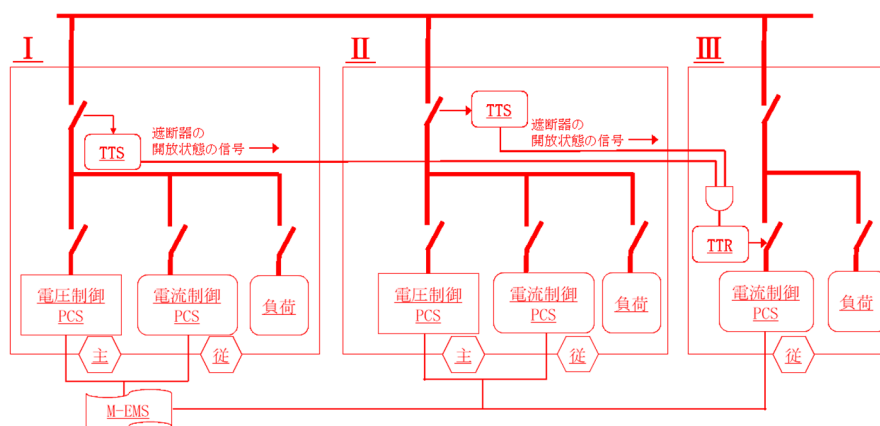 Ⅰ
Ⅱ
Ⅲ
TTS
遮断器の
開放状態の信号
TTS
遮断器の
開放状態の信号
TTR
電圧制御
PCS
電流制御
PCS
負荷
電圧制御
PCS
電流制御
PCS
負荷
電流制御
PCS
負荷
主
従
主
従
従
M-EMS